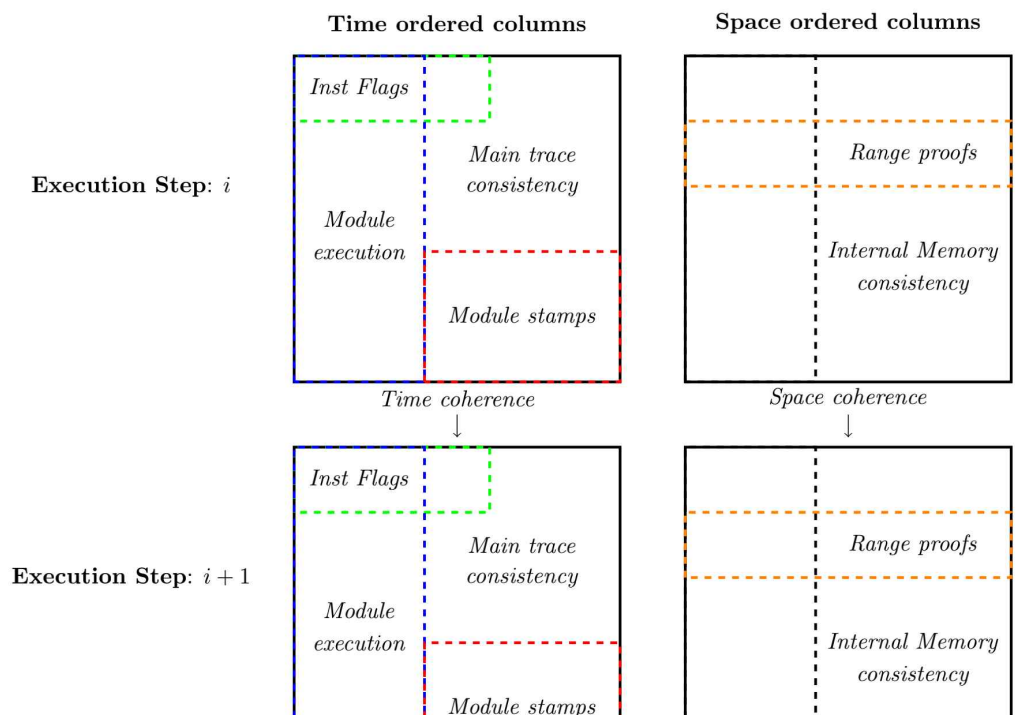 Time ordered columns
Space ordered columns
Execution Step: i
Inst Flags
Main trace
consistency
Module
execution
Module stamps
Range proofs
Internal Memory
consistency
Time coherence
↓
Space coherence
↓
Execution Step: i + 1
Inst Flags
Main trace
consistency
Module
execution
Module stamps
Range proofs
Internal Memory
consistency